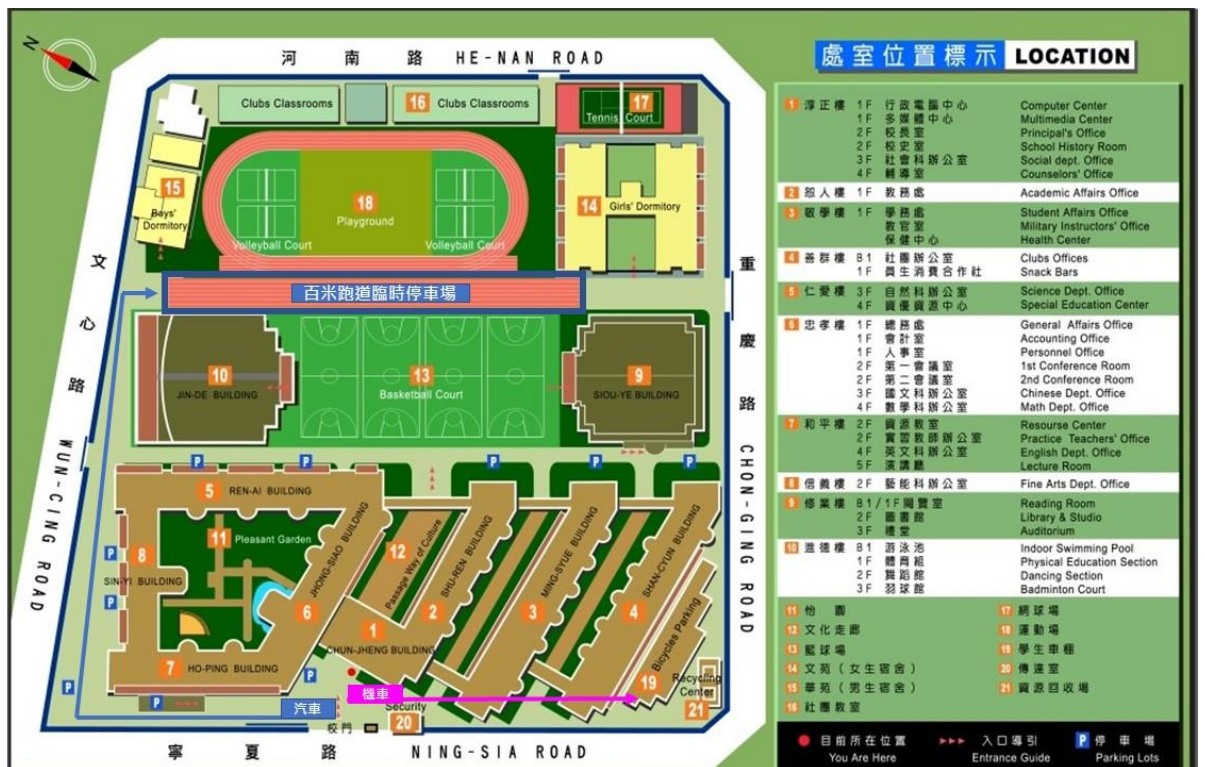 N
河南路 HE-NAN ROAD
Clubs Classrooms
16 Clubs Classrooms
17
Tennis Court
15
Boys'
Dormitory
18
Playground
Volleyball Court
Volleyball Court
14 Girls' Dormitory
百米跑道臨時停車場
文心路
WUN-CING ROAD
重慶路
CHON-GING ROAD
10
JIN-DE BUILDING
13
Basketball Court
9
SIOU-YE BUILDING
P P P P P
5 REN-AI BUILDING
11 Pleasant Garden
P
8
SIN-YI BUILDING
P
JHONG-SIAO BUILDING
6
12
Passage Way of Culture
SHU-REN BUILDING
2
MING-SYUE BUILDING
3
SHAN-CYUN BUILDING
4
1
CHUN-JHENG BUILDING
7 HO-PING BUILDING
P
P
P
汽車
機車
Bicycles Parking
19
Recycling
Center
21
Security
20
校門
寧夏路 NING-SIA ROAD
處室位置標示 LOCATION
1 淳正樓 1F 行政電腦中心 Computer Center
1F 多媒體中心 Multimedia Center
2F 校長室 Principal's Office
2F 校史室 School History Room
3F 社會科辦公室 Social dept. Office
4F 輔導室 Counselors' Office
2 恕人樓 1F 教務處 Academic Affairs Office
3 敏學樓 1F 學務處 Student Affairs Office
教官室 Military Instructors' Office
保健中心 Health Center
4 善群樓 B1 社團辦公室 Clubs Offices
1F 員生消費合作社 Snack Bars
5 仁愛樓 3F 自然科辦公室 Science Dept. Office
4F 資優資源中心 Special Education Center
6 忠孝樓 1F 總務處 General Affairs Office
1F 會計室 Accounting Office
1F 人事室 Personnel Office
2F 第一會議室 1st Conference Room
2F 第二會議室 2nd Conference Room
3F 國文科辦公室 Chinese Dept. Office
4F 數學科辦公室 Math Dept. Office
7 和平樓 2F 資源教室 Resourse Center
2F 實習教師辦公室 Practice Teachers' Office
4F 英文科辦公室 English Dept. Office
5F 演講廳 Lecture Room
8 信義樓 2F 藝能科辦公室 Fine Arts Dept. Office
9 修業樓 B1/1F閱覽室 Reading Room
2F 圖書館 Library & Studio
3F 禮堂 Auditorium
10 進德樓 B1 游泳池 Indoor Swimming Pool
1F 體育組 Physical Education Section
2F 舞蹈館 Dancing Section
3F 羽球館 Badminton Court
11 怡園 17 網球場
12 文化走廊 18 運動場
13 籃球場 19 學生車棚
14 文苑(女生宿舍) 20 傳達室
15 華苑(男生宿舍) 21 資源回收場
16 社團教室
目前所在位置 入口導引 P 停車場
You Are Here Entrance Guide Parking Lots